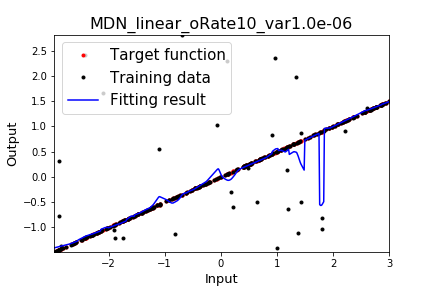 MDN_linear_oRate10_var1.0e-06
Target function
Training data
Fitting result
Output
2.5
2.0
1.5
1.0
0.5
0.0
−0.5
−1.0
−2
−1
0
1
2
3
Input